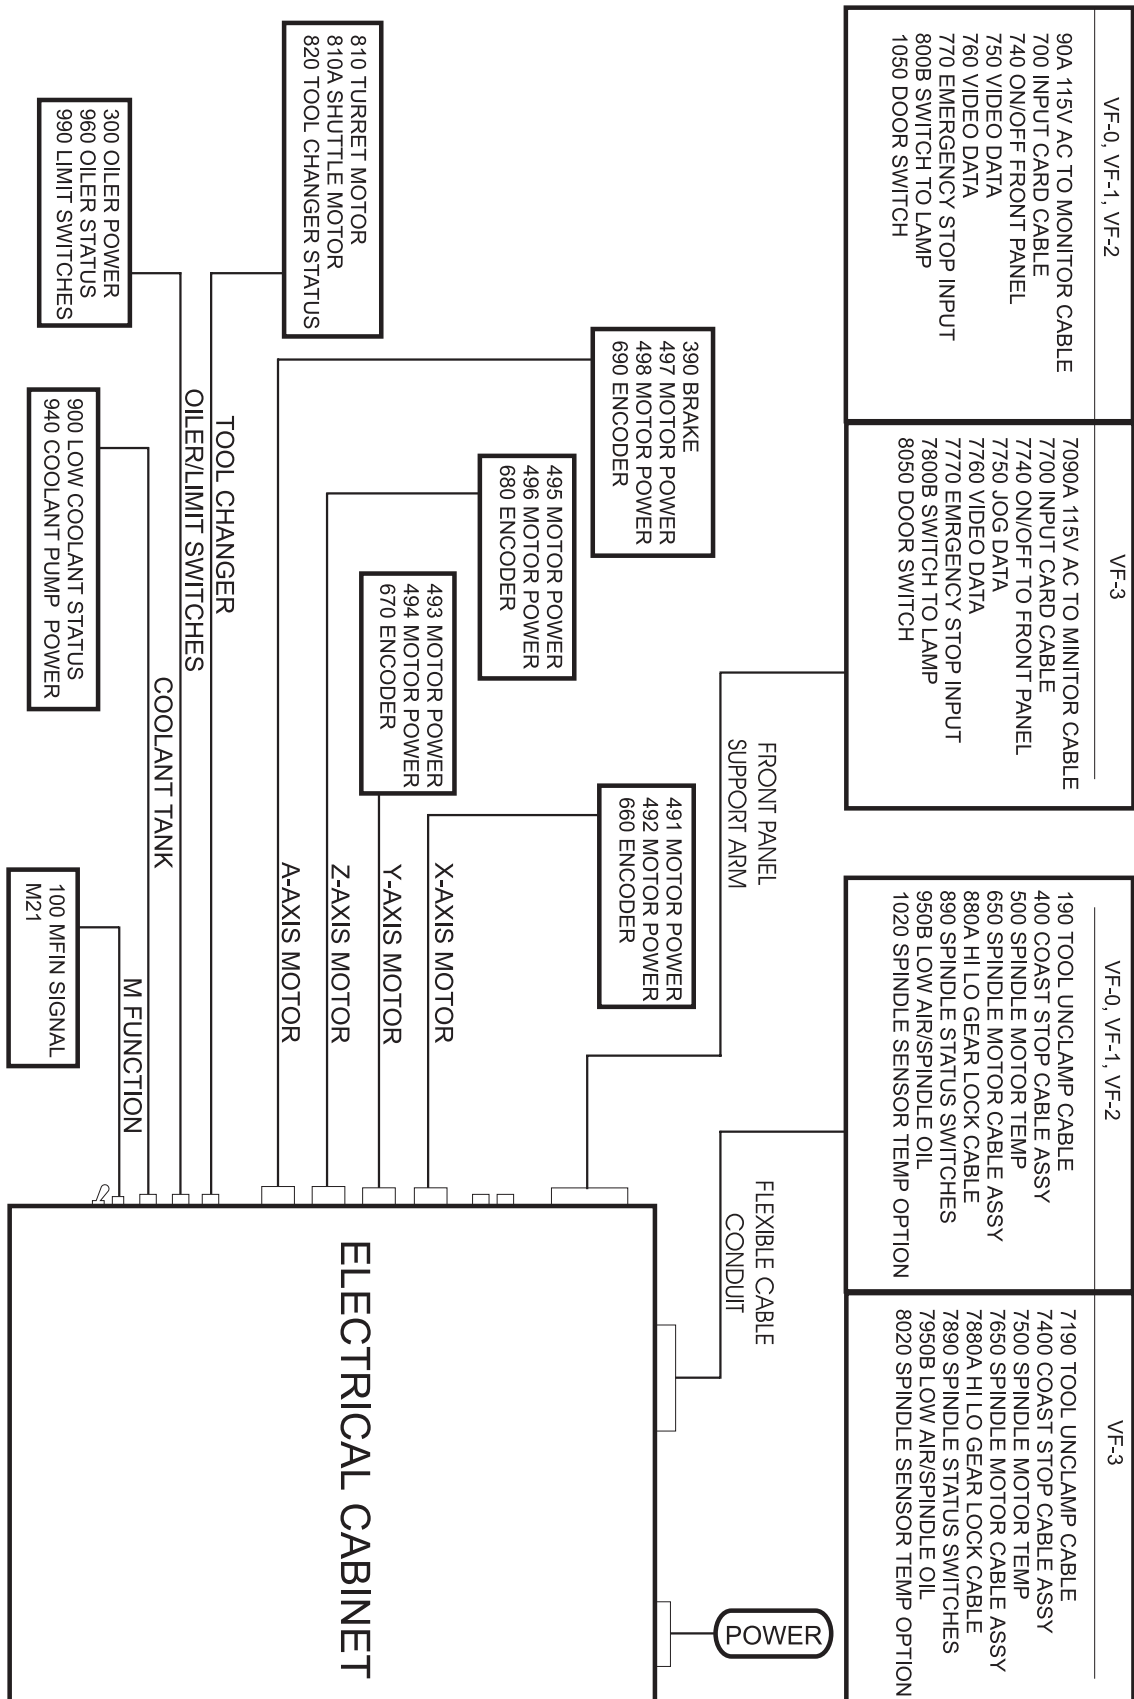 VF-0, VF-1, VF-2
90A 115V AC TO MONITOR CABLE
700 INPUT CARD CABLE
740 ON/OFF FRONT PANEL
750 VIDEO DATA
760 VIDEO DATA
770 EMERGENCY STOP INPUT
800B SWITCH TO LAMP
1050 DOOR SWITCH
VF-3
7090A 115V AC TO MINITOR CABLE
7700 INPUT CARD CABLE
7740 ON/OFF TO FRONT PANEL
7750 JOG DATA
7760 VIDEO DATA
7770 EMRGENCY STOP INPUT
7800B SWITCH TO LAMP
8050 DOOR SWITCH
VF-0, VF-1, VF-2
190 TOOL UNCLAMP CABLE
400 COAST STOP CABLE ASSY
500 SPINDLE MOTOR TEMP
650 SPINDLE MOTOR CABLE ASSY
880A HI LO GEAR LOCK CABLE
890 SPINDLE STATUS SWITCHES
950B LOW AIR/SPINDLE OIL
1020 SPINDLE SENSOR TEMP OPTION
VF-3
7190 TOOL UNCLAMP CABLE
7400 COAST STOP CABLE ASSY
7500 SPINDLE MOTOR TEMP
7650 SPINDLE MOTOR CABLE ASSY
7880A HI LO GEAR LOCK CABLE
7890 SPINDLE STATUS SWITCHES
7950B LOW AIR/SPINDLE OIL
8020 SPINDLE SENSOR TEMP OPTION
FRONT PANEL
SUPPORT ARM
FLEXIBLE CABLE
CONDUIT
POWER
390 BRAKE
497 MOTOR POWER
498 MOTOR POWER
690 ENCODER
491 MOTOR POWER
492 MOTOR POWER
660 ENCODER
495 MOTOR POWER
496 MOTOR POWER
680 ENCODER
493 MOTOR POWER
494 MOTOR POWER
670 ENCODER
X-AXIS MOTOR
Y-AXIS MOTOR
Z-AXIS MOTOR
A-AXIS MOTOR
810 TURRET MOTOR
810A SHUTTLE MOTOR
820 TOOL CHANGER STATUS
TOOL CHANGER
OILER/LIMIT SWITCHES
COOLANT TANK
M FUNCTION
300 OILER POWER
960 OILER STATUS
990 LIMIT SWITCHES
900 LOW COOLANT STATUS
940 COOLANT PUMP POWER
100 MFIN SIGNAL
M21
ELECTRICAL CABINET